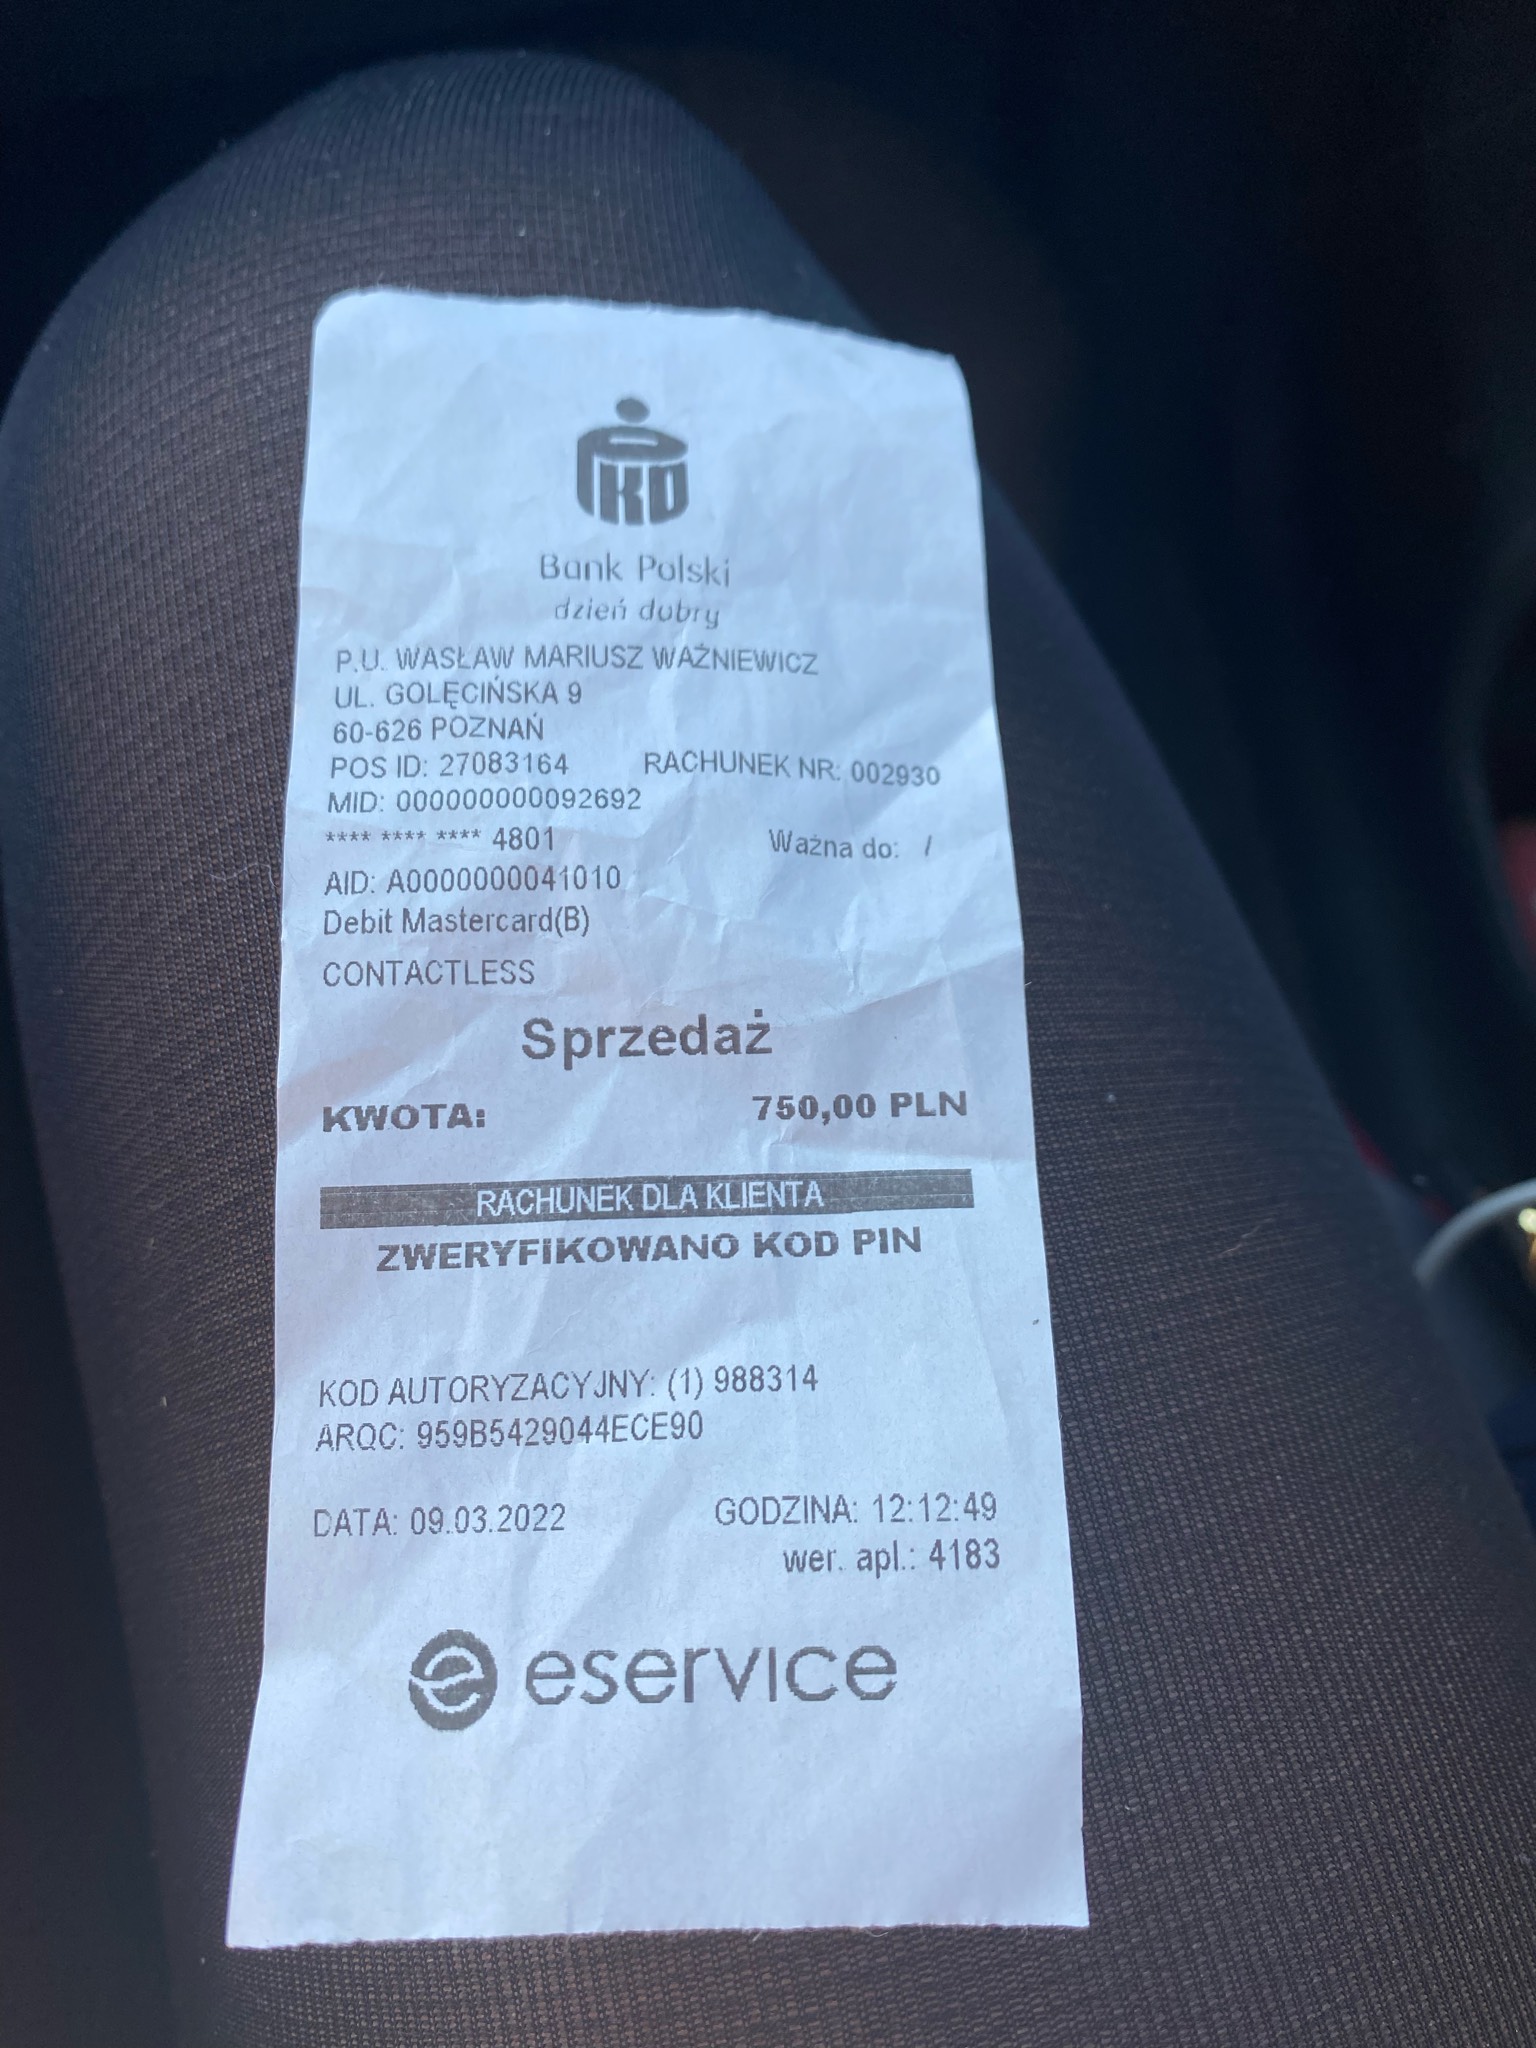 PKO
Bank Polski
dzień dobry
P.U. WASŁAW MARIUSZ WAŹNIEWICZ
UL. GOLĘCIŃSKA 9
60-626 POZNAŃ
POS ID: 27083164 RACHUNEK NR: 002930
MID: 000000000092692
**** **** **** 4801 Ważna do: /
AID: A0000000041010
Debit Mastercard(B)
CONTACTLESS
Sprzedaż
KWOTA: 750,00 PLN
RACHUNEK DLA KLIENTA
ZWERYFIKOWANO KOD PIN
KOD AUTORYZACYJNY: (1) 988314
ARQC: 959B5429044ECE90
DATA: 09.03.2022 GODZINA: 12:12:49
wer. apl.: 4183
eservice